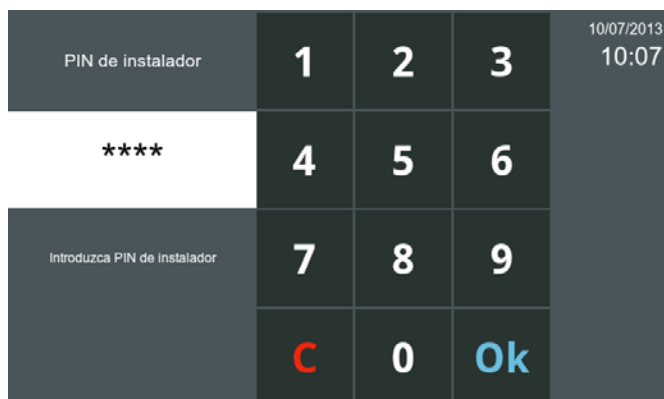 PIN de instalador
1 2 3
10/07/2013
10:07
****
4 5 6
Introduzca PIN de instalador
7 8 9
C 0 Ok